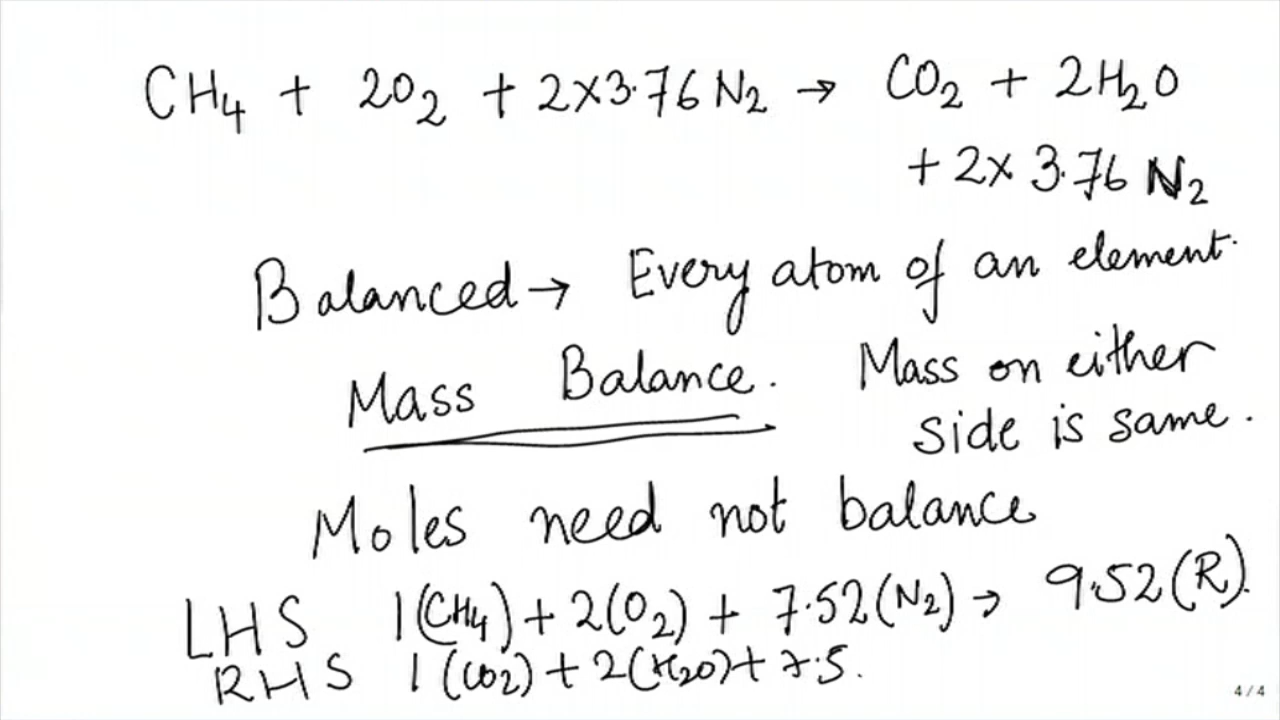 CH₄ + 2O₂ + 2×3.76 N₂ → CO₂ + 2H₂O
+ 2× 3.76 N₂
Balanced → Every atom of an element.
Mass Balance. Mass on either
side is same.
Moles need not balance
LHS 1(CH₄) + 2(O₂) + 7.52(N₂) → 9.52(R).
RHS 1(CO₂) + 2(H₂O) + 7.5.
4/4